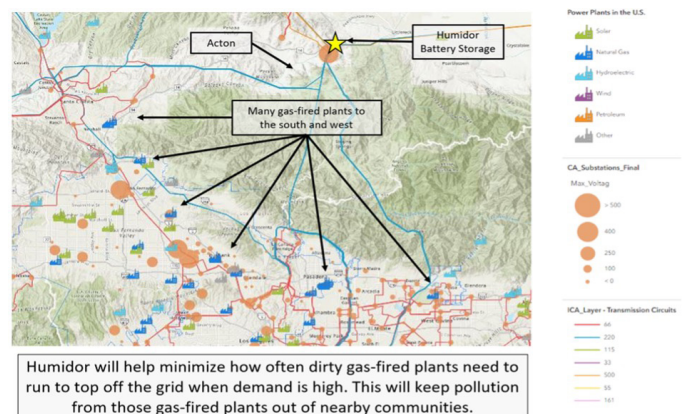 Acton
Humidor
Battery Storage
Many gas-fired plants to
the south and west
Humidor will help minimize how often dirty gas-fired plants need to
run to top off the grid when demand is high. This will keep pollution
from those gas-fired plants out of nearby communities.
Power Plants in the U.S.
Solar
Natural Gas
Hydroelectric
Wind
Petroleum
Other
CA_Substations_Final
Max_Voltag
> 500
400
250
100
< 0
ICA_Layer - Transmission Circuits
66
220
115
33
500
55
161